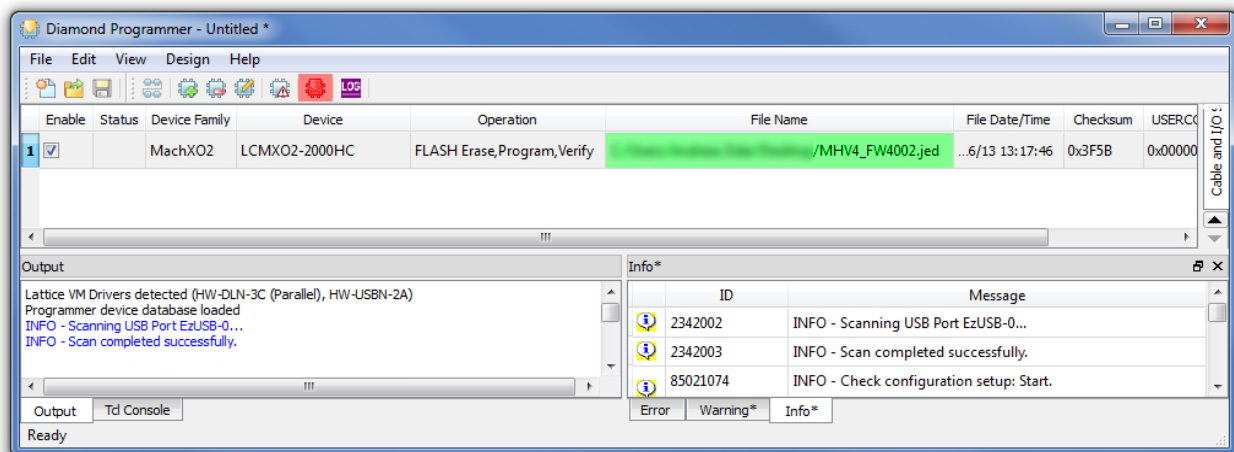 Diamond Programmer - Untitled *
File Edit View Design Help
LOG
Enable Status Device Family Device Operation File Name File Date/Time Checksum USERCO
1 MachXO2 LCMXO2-2000HC FLASH Erase,Program,Verify /MHV4_FW4002.jed ...6/13 13:17:46 0x3F5B 0x00000
Cable and I/O S
Output
Lattice VM Drivers detected (HW-DLN-3C (Parallel), HW-USBN-2A)
Programmer device database loaded
INFO - Scanning USB Port EzUSB-0...
INFO - Scan completed successfully.
Output Tcl Console
Info*
ID Message
2342002 INFO - Scanning USB Port EzUSB-0...
2342003 INFO - Scan completed successfully.
85021074 INFO - Check configuration setup: Start.
Error Warning* Info*
Ready